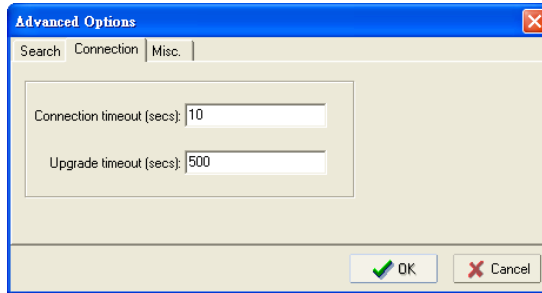 Advanced Options
Search Connection Misc.
Connection timeout (secs): 10
Upgrade timeout (secs): 500
OK Cancel